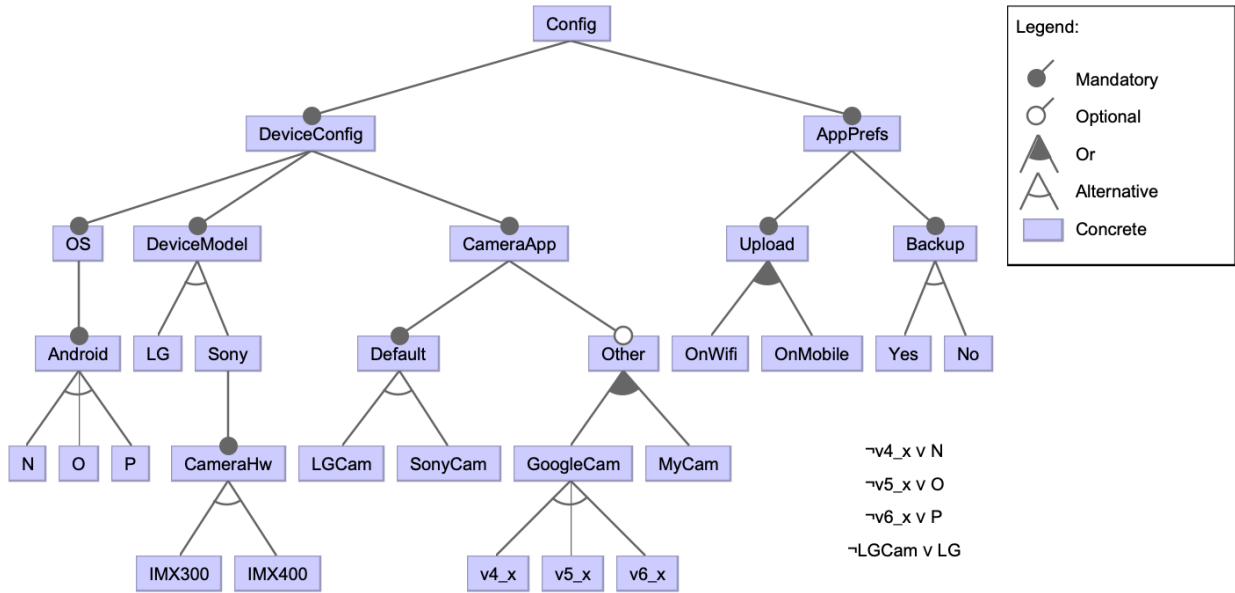 Config
Legend:
Mandatory
Optional
Or
Alternative
Concrete
DeviceConfig
AppPrefs
OS
DeviceModel
CameraApp
Upload
Backup
Android
LG
Sony
Default
Other
OnWifi
OnMobile
Yes
No
N
O
P
CameraHw
LGCam
SonyCam
GoogleCam
MyCam
IMX300
IMX400
v4_x
v5_x
v6_x
¬v4_x ∨ N
¬v5_x ∨ O
¬v6_x ∨ P
¬LGCam ∨ LG